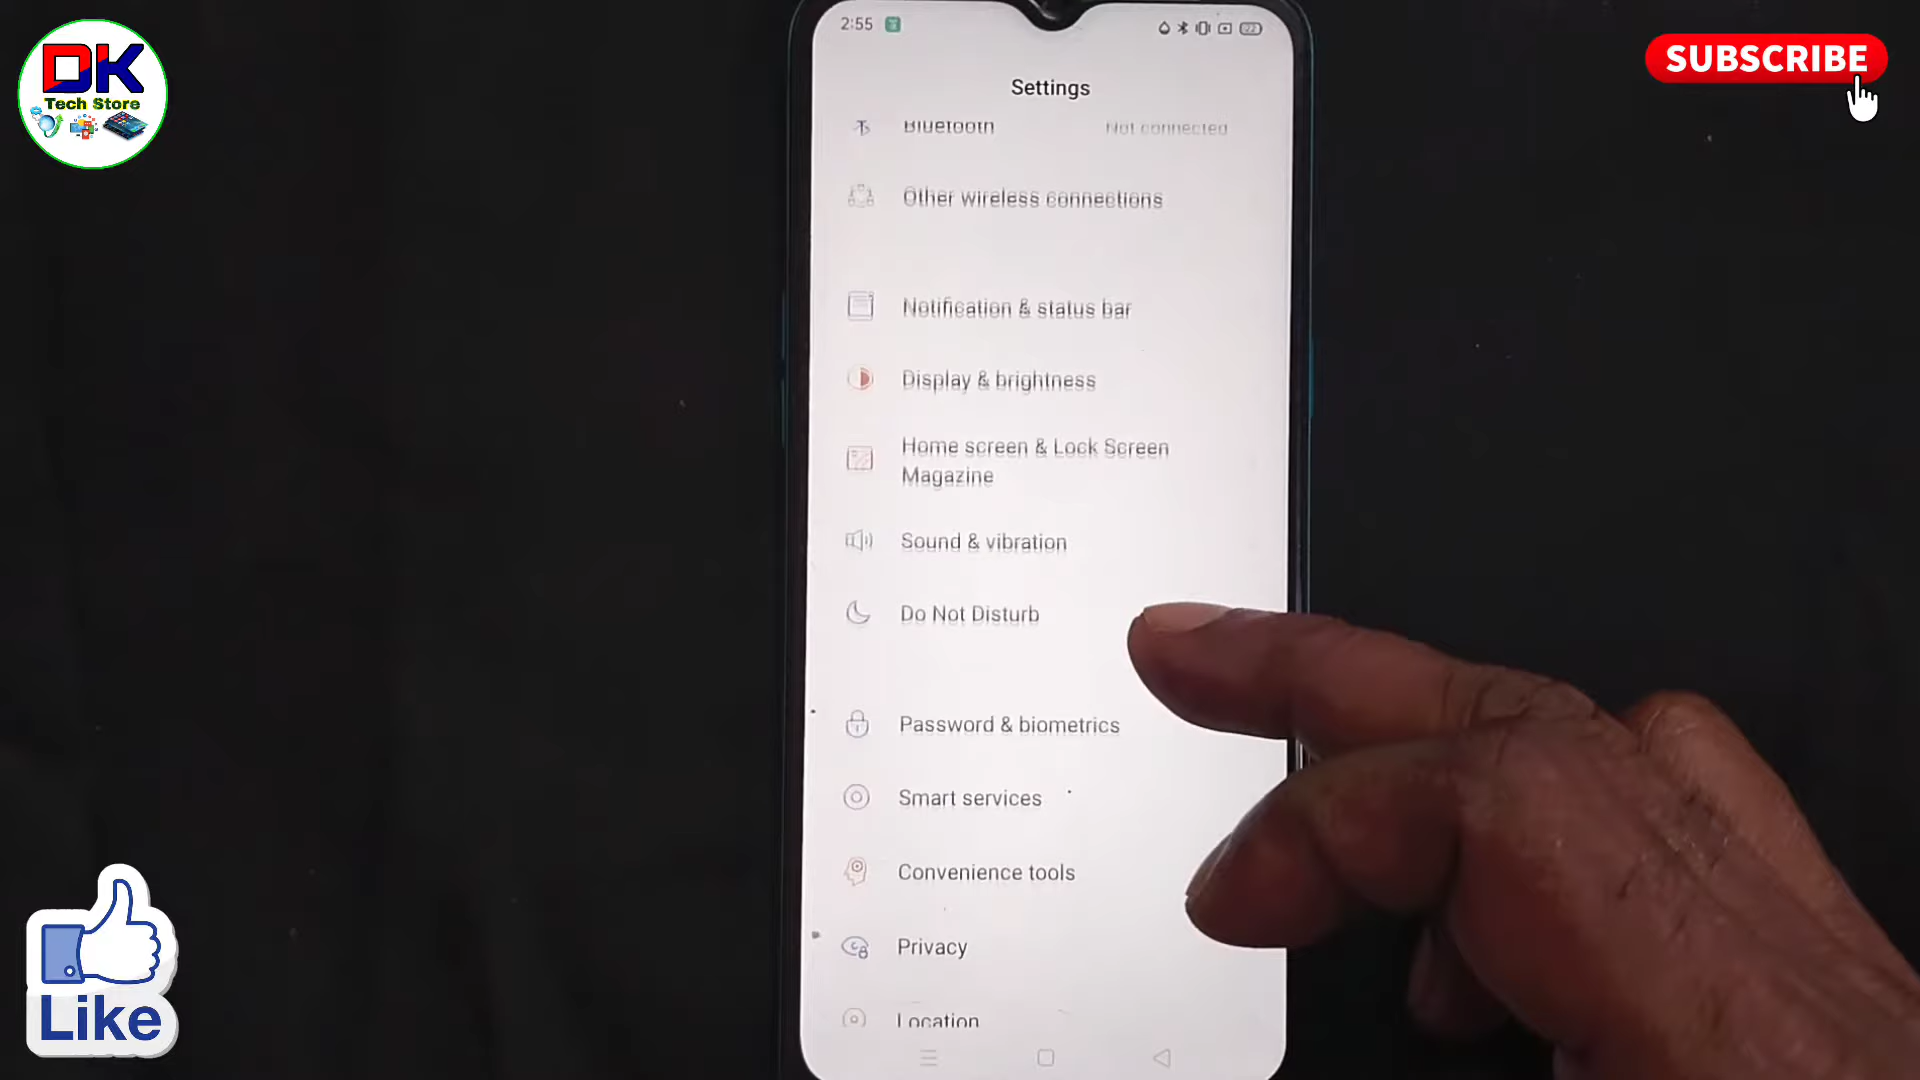 DK
Tech Store
SUBSCRIBE
2:55
22
Settings
Bluetooth Not connected
Other wireless connections
Notification & status bar
Display & brightness
Home screen & Lock Screen
Magazine
Sound & vibration
Do Not Disturb
Password & biometrics
Smart services
Convenience tools
Privacy
Location
Like